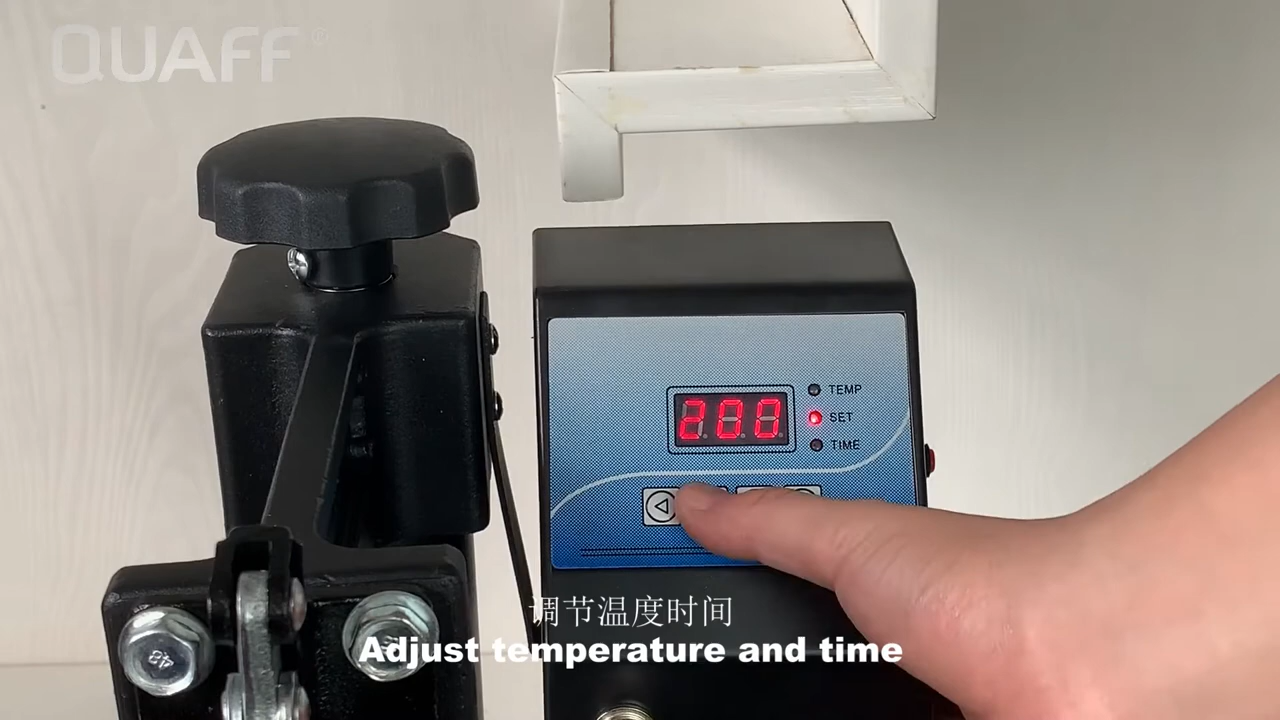 QUAFF®
200
TEMP
SET
TIME
调节温度时间
Adjust temperature and time
48